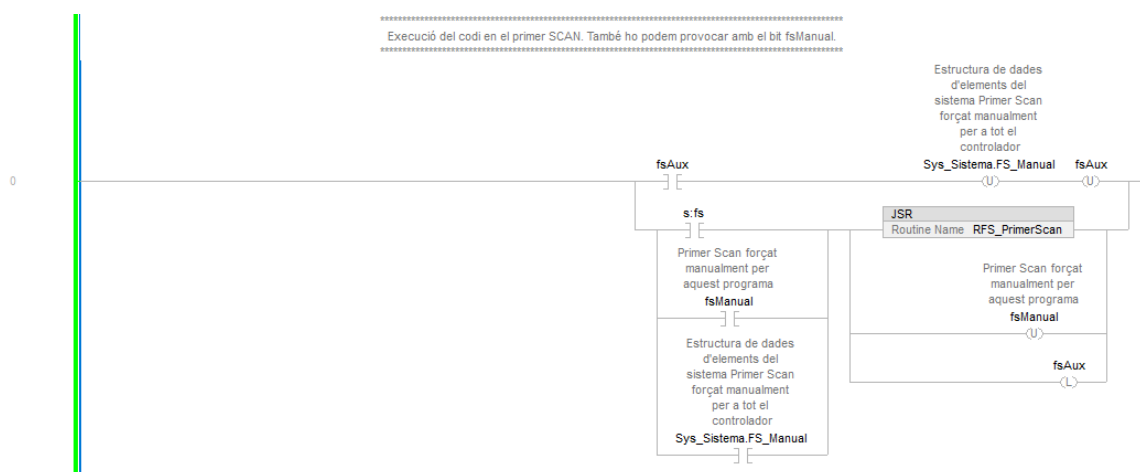 ********************************************************************************************************
Execució del codi en el primer SCAN. També ho podem provocar amb el bit fsManual.
********************************************************************************************************
0
fsAux
Estructura de dades
d'elements del
sistema Primer Scan
forçat manualment
per a tot el
controlador
Sys_Sistema.FS_Manual
U
fsAux
U
s:fs
JSR
Routine Name RFS_PrimerScan
Primer Scan forçat
manualment per
aquest programa
fsManual
Primer Scan forçat
manualment per
aquest programa
fsManual
U
Estructura de dades
d'elements del
sistema Primer Scan
forçat manualment
per a tot el
controlador
Sys_Sistema.FS_Manual
fsAux
L